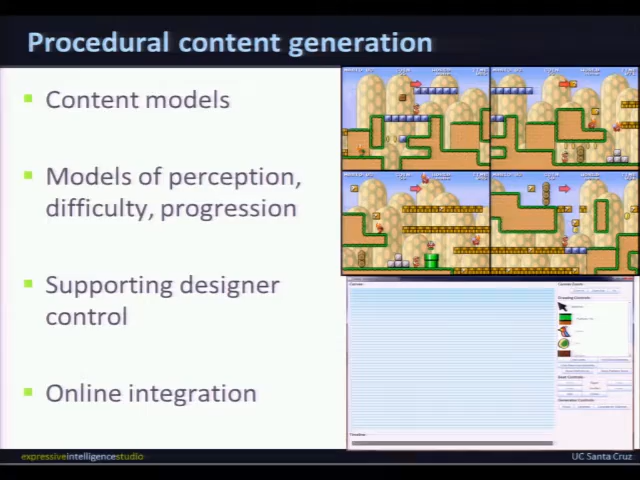 Procedural content generation
Content models
Models of perception,
difficulty, progression
Supporting designer
control
Online integration
expressiveintelligencestudio
UC Santa Cruz